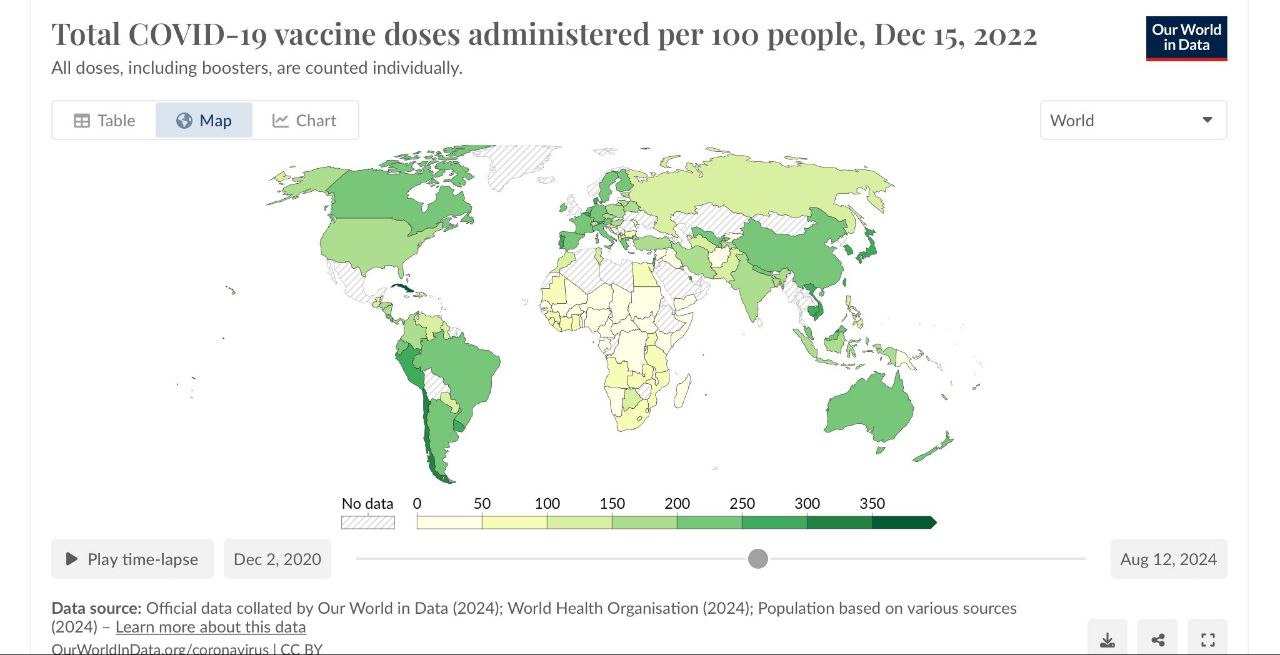 Total COVID-19 vaccine doses administered per 100 people, Dec 15, 2022
All doses, including boosters, are counted individually.
Our World
in Data
Table
Map
Chart
World
No data
0
50
100
150
200
250
300
350
Play time-lapse
Dec 2, 2020
Aug 12, 2024
Data source: Official data collated by Our World in Data (2024); World Health Organisation (2024); Population based on various sources
(2024) – Learn more about this data
OurWorldInData.org/coronavirus | CC BY